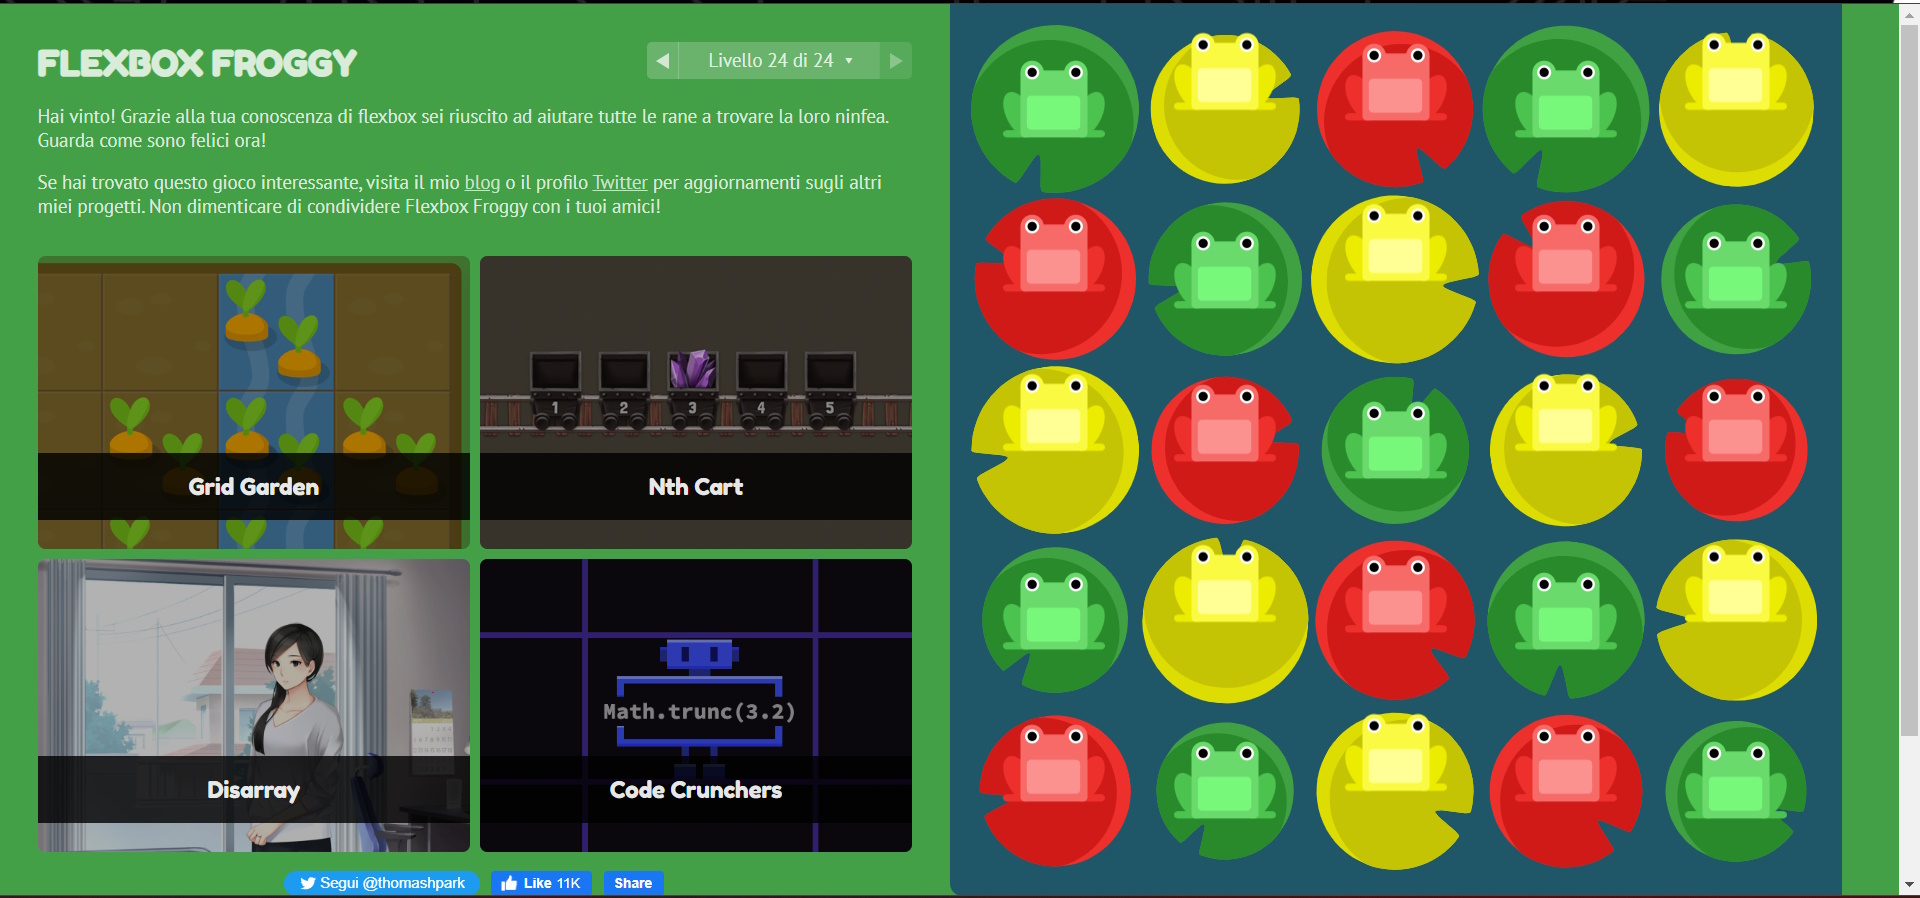 FLEXBOX FROGGY
Livello 24 di 24
Hai vinto! Grazie alla tua conoscenza di flexbox sei riuscito ad aiutare tutte le rane a trovare la loro ninfea.
Guarda come sono felici ora!
Se hai trovato questo gioco interessante, visita il mio blog o il profilo Twitter per aggiornamenti sugli altri
miei progetti. Non dimenticare di condividere Flexbox Froggy con i tuoi amici!
Grid Garden
1 2 3 4 5
Nth Cart
Disarray
Math.trunc(3.2)
Code Crunchers
Segui @thomashpark
Like 11K
Share